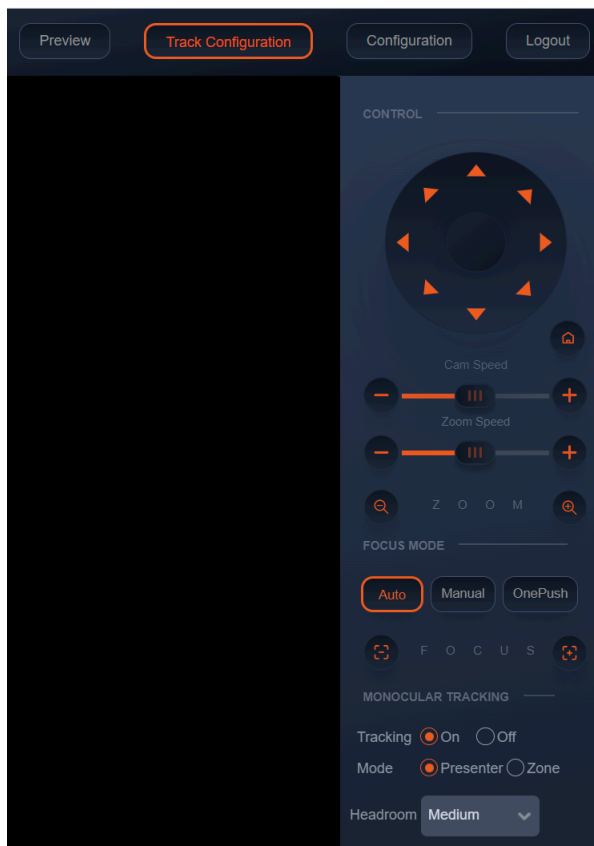 Preview Track Configuration Configuration Logout
CONTROL
Cam Speed
Zoom Speed
Z O O M
FOCUS MODE
Auto Manual OnePush
F O C U S
MONOCULAR TRACKING
Tracking On Off
Mode Presenter Zone
Headroom Medium